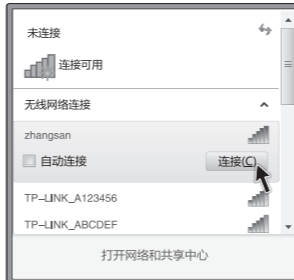 未连接
连接可用
无线网络连接
zhangsan
自动连接
连接(C)
TP-LINK_A123456
TP-LINK_ABCDEF
打开网络和共享中心